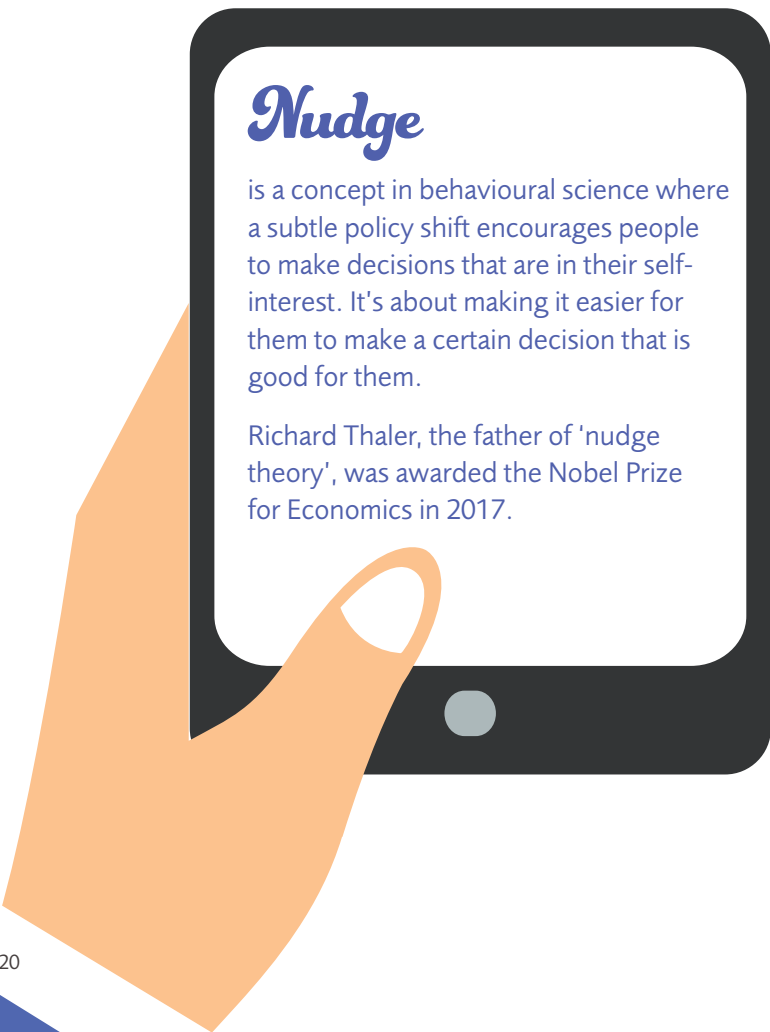 Nudge
is a concept in behavioural science where
a subtle policy shift encourages people
to make decisions that are in their self-
interest. It's about making it easier for
them to make a certain decision that is
good for them.
Richard Thaler, the father of ‘nudge
theory’, was awarded the Nobel Prize
for Economics in 2017.
20